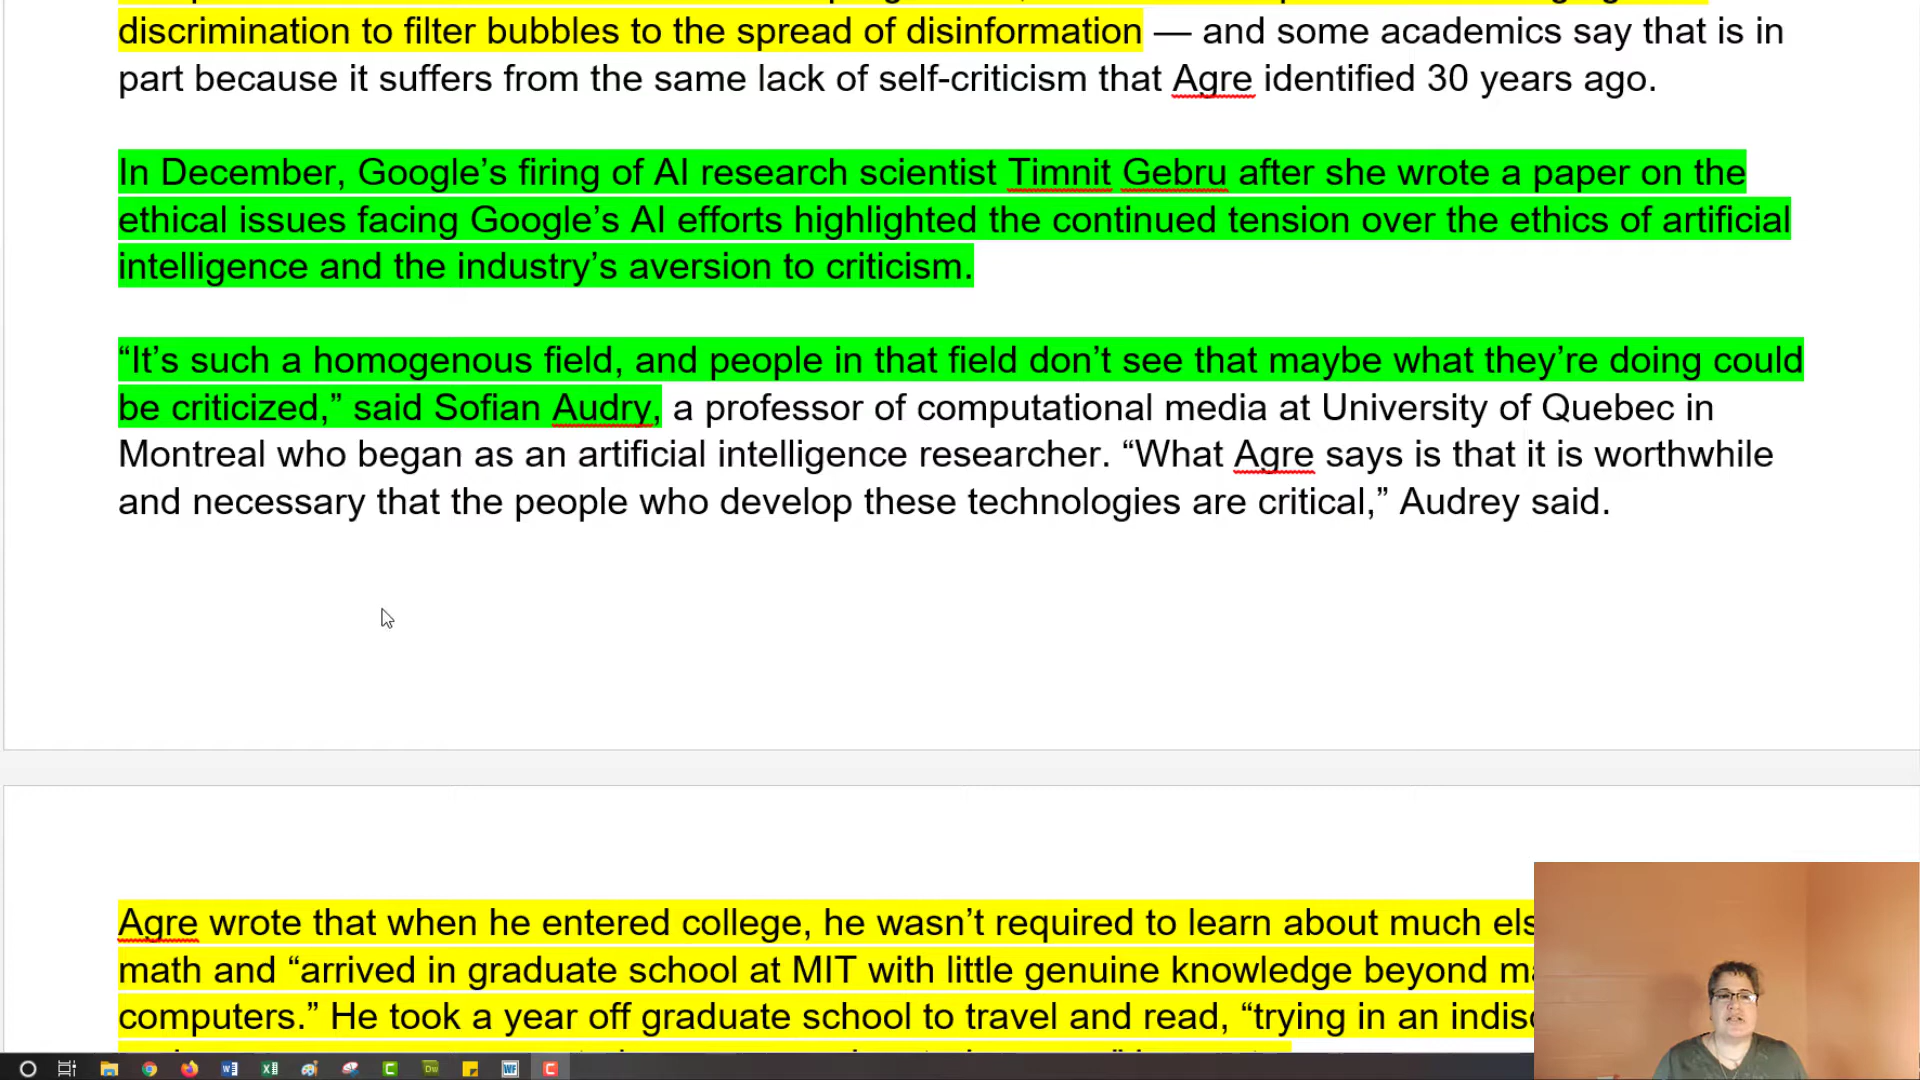 discrimination to filter bubbles to the spread of disinformation — and some academics say that is in
part because it suffers from the same lack of self-criticism that Agre identified 30 years ago.
In December, Google’s firing of AI research scientist Timnit Gebru after she wrote a paper on the
ethical issues facing Google’s AI efforts highlighted the continued tension over the ethics of artificial
intelligence and the industry’s aversion to criticism.
“It’s such a homogenous field, and people in that field don’t see that maybe what they’re doing could
be criticized,” said Sofian Audry, a professor of computational media at University of Quebec in
Montreal who began as an artificial intelligence researcher. “What Agre says is that it is worthwhile
and necessary that the people who develop these technologies are critical,” Audrey said.
Agre wrote that when he entered college, he wasn’t required to learn about much
math and “arrived in graduate school at MIT with little genuine knowledge beyond
computers.” He took a year off graduate school to travel and read, “trying in an